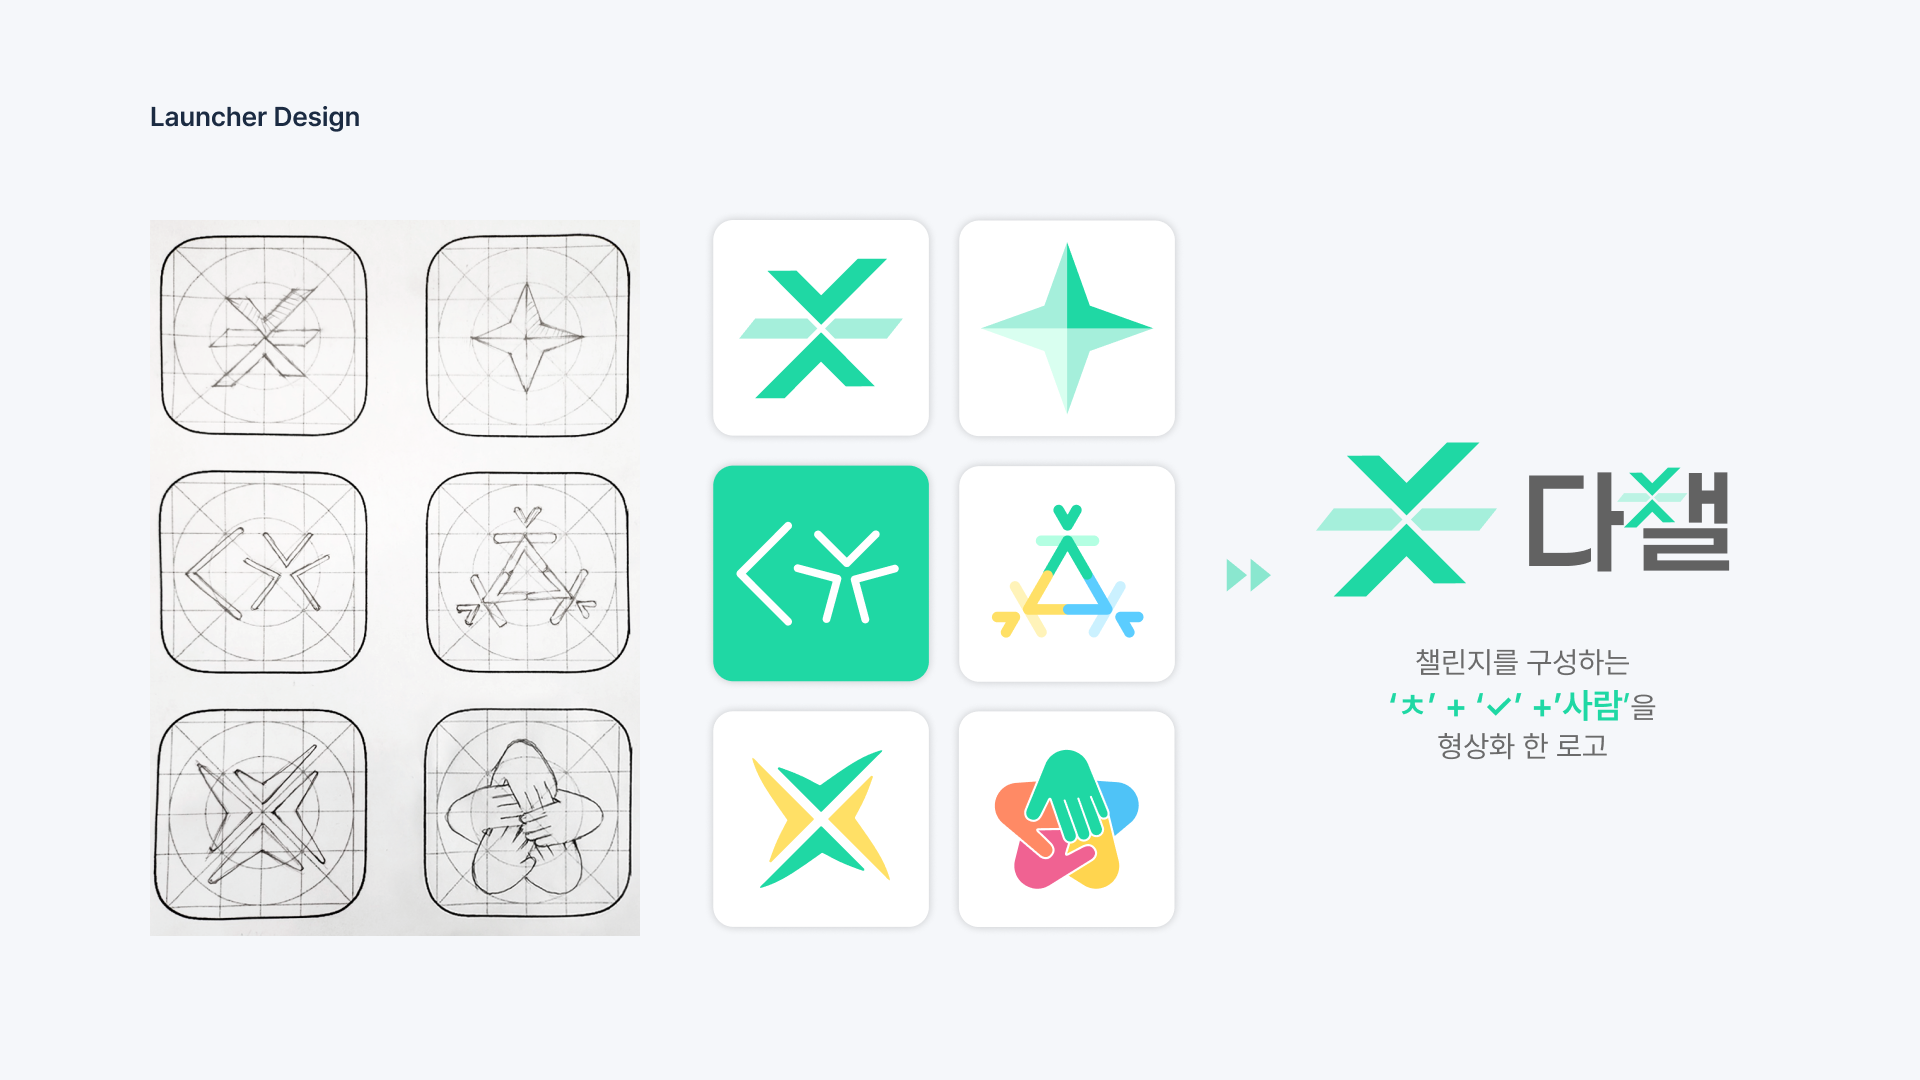 Launcher Design
다챌
챌린지를 구성하는
‘ㅊ’ + ‘✓’ +’사람’을
형상화 한 로고